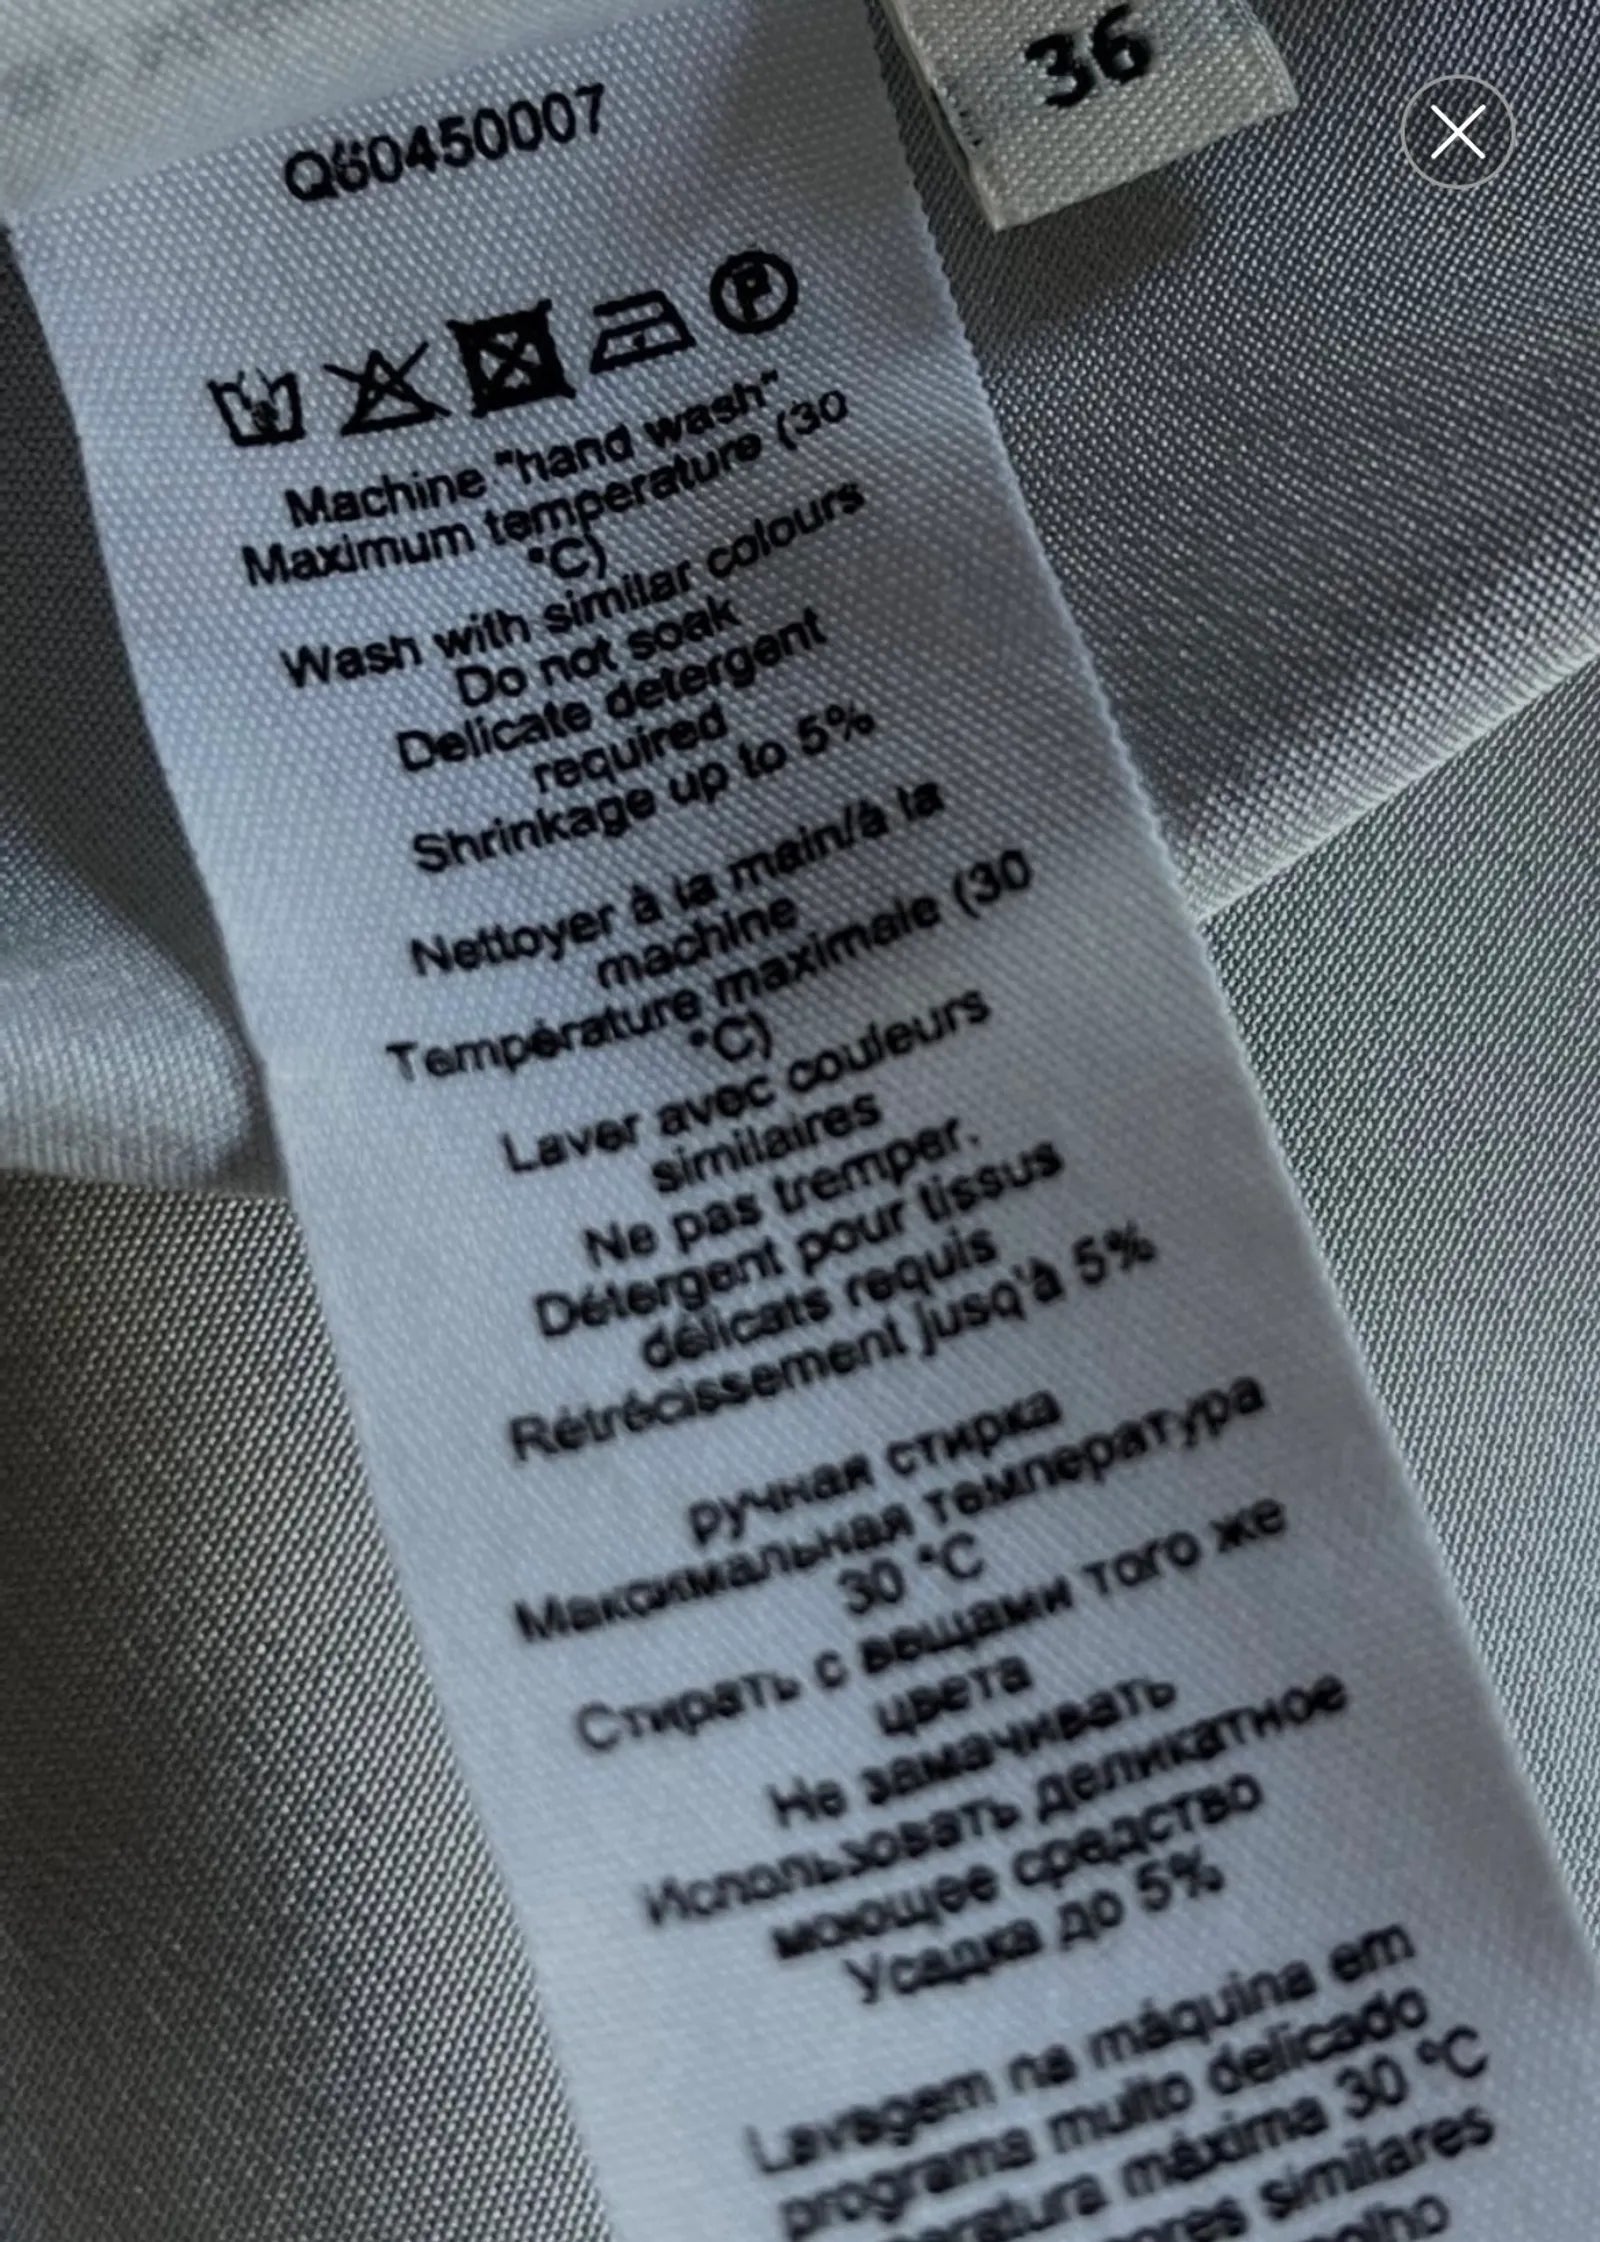 36
Q60450007
P
Machine "hand wash"
Maximum temperature (30
°C)
Wash with similar colours
Do not soak
Delicate detergent
required
Shrinkage up to 5%
Nettoyer à la main/à la
machine
Température maximale (30
°C)
Laver avec couleurs
similaires
Ne pas tremper.
Détergent pour tissus
délicats requis
Rétrécissement jusq'à 5%
ручная стирка
Максимальная температура
30 °C
Стирать с вещами того же
цвета
Не замачивать
Использовать деликатное
моющее средство
Усадка до 5%
Lavagem na máquina em
programa muito delicado
máxima 30 °C
similares